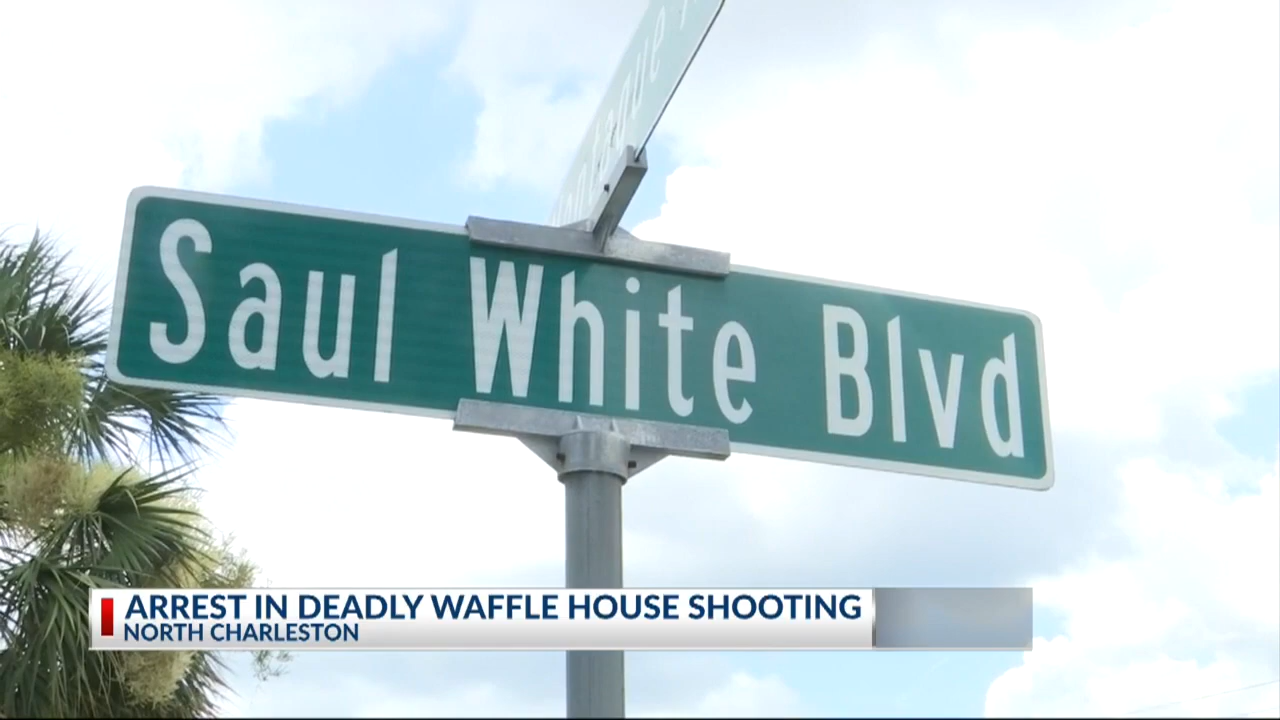 Saul White Blvd
ARREST IN DEADLY WAFFLE HOUSE SHOOTING
NORTH CHARLESTON